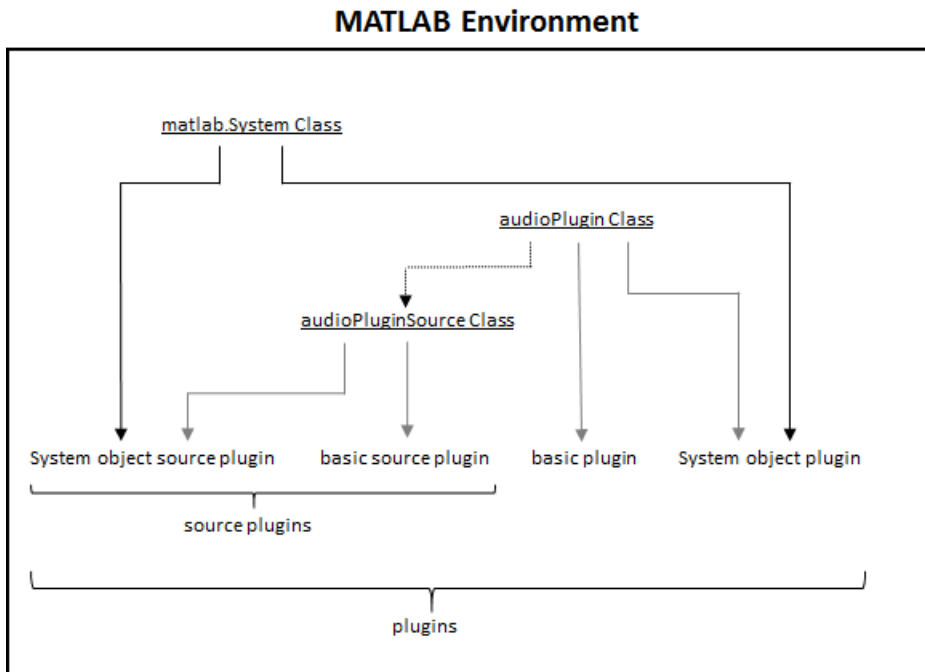 MATLAB Environment
matlab.System Class
audioPlugin Class
audioPluginSource Class
System object source plugin
basic source plugin
basic plugin
System object plugin
source plugins
plugins